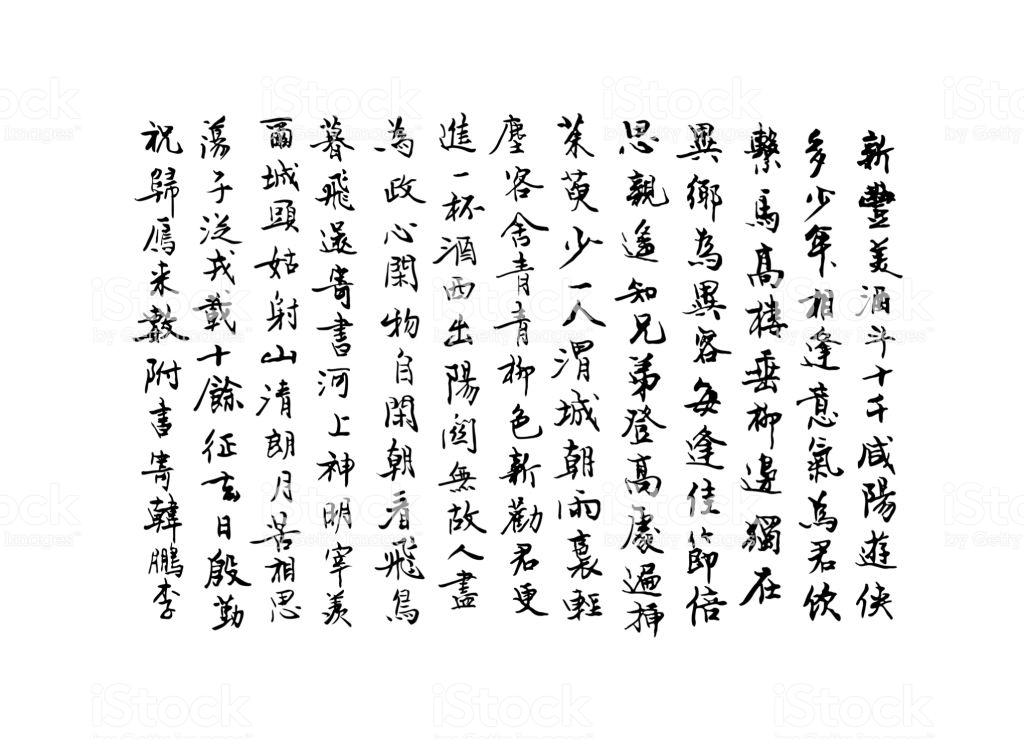 新豐美酒斗十千咸陽遊俠
多少年相逢意氣為君飲
繫馬高樓垂柳邊獨在
異鄉為異客每逢佳節倍
思親遙知兄弟登高處遍插
茱萸少一人渭城朝雨裛輕
塵客舍青青柳色新勸君更
進一杯酒西出陽關無故人盡
為政心閑物自閑朝看飛鳥
暮飛還寄書河上神明宰羨
爾城頭姑射山清朗月苦相思
蕩子從戎載十餘征去日殷勤
祝歸雁来數附書寄韓鵬李
iStock
by Getty Images™